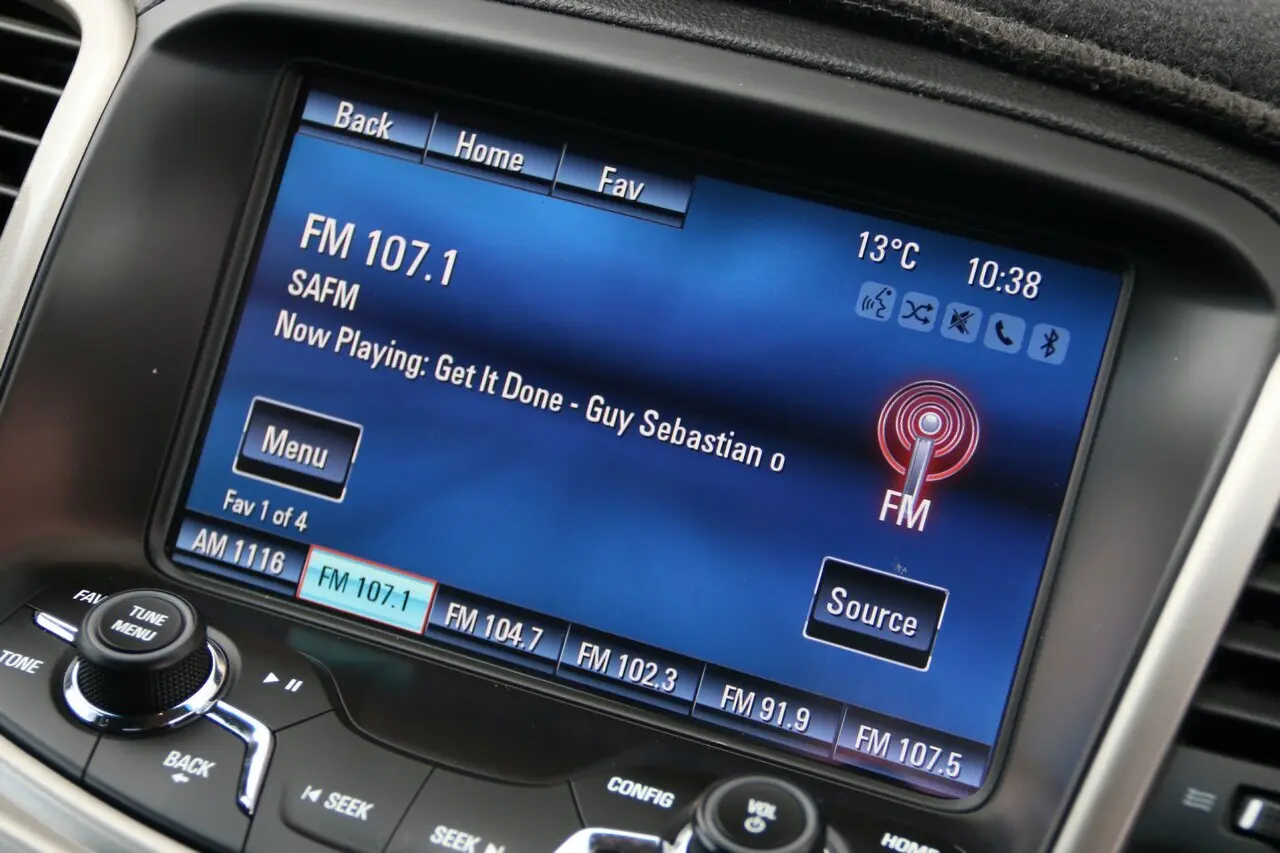 Back
Home
Fav
13°C
10:38
FM 107.1
SAFM
Now Playing: Get It Done - Guy Sebastian o
Menu
FM
Fav 1 of 4
Source
AM 1116
FM 107.1
FM 104.7
FM 102.3
FM 91.9
FM 107.5
FAV
TUNE
MENU
TONE
BACK
SEEK
SEEK
CONFIG
VOL
HOME